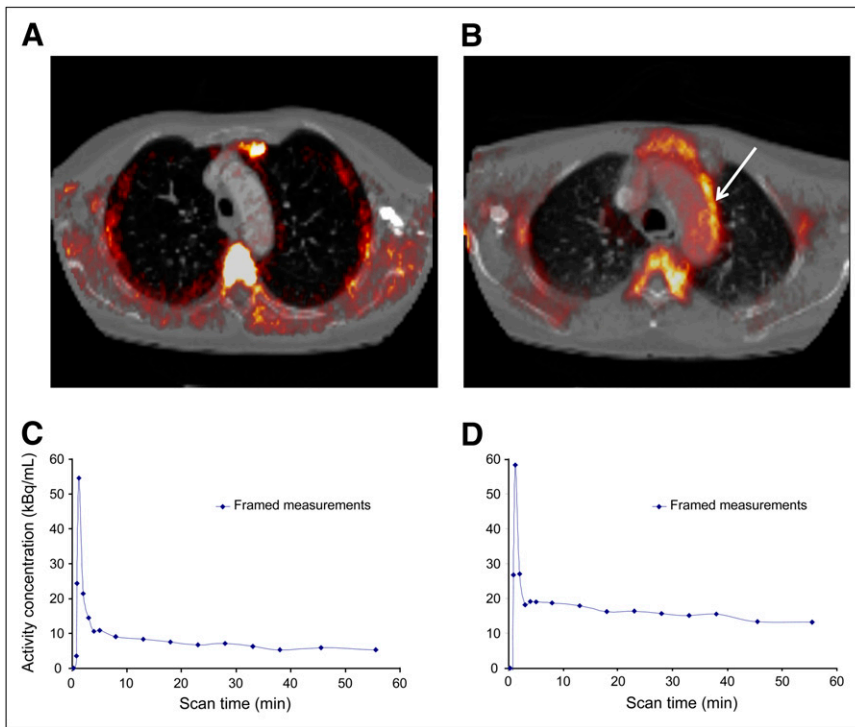 A
B
C
Activity concentration (kBq/mL)
60
50
40
30
20
10
0
0 10 20 30 40 50 60
Framed measurements
Scan time (min)
D
60
50
40
30
20
10
0
0 10 20 30 40 50 60
Framed measurements
Scan time (min)